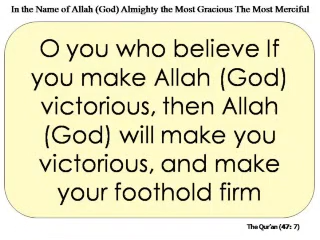 In the Name of Allah (God) Almighty the Most Gracious The Most Merciful
O you who believe If
you make Allah (God)
victorious, then Allah
(God) will make you
victorious, and make
your foothold firm
The Qur'an (47: 7)